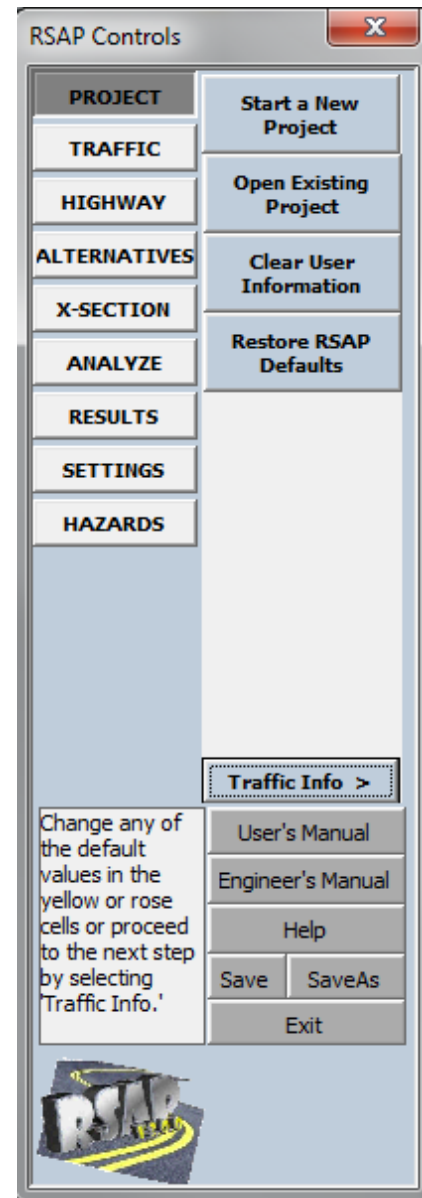 RSAP Controls
PROJECT
TRAFFIC
HIGHWAY
ALTERNATIVES
X-SECTION
ANALYZE
RESULTS
SETTINGS
HAZARDS
Start a New
Project
Open Existing
Project
Clear User
Information
Restore RSAP
Defaults
Traffic Info >
Change any of
the default
values in the
yellow or rose
cells or proceed
to the next step
by selecting
'Traffic Info.'
User's Manual
Engineer's Manual
Help
Save SaveAs
Exit
RSAP